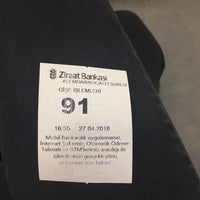 Ziraat Bankası
GİŞE İŞLEMLERİ
91
16:55 27.04.2018
Mobil Bankacılık uygulamamız,
İnternet Şubemiz, Otomatik Ödeme
Talimatı ve ATM'lerimiz aracılığı ile
işlemlerinizi gerçekleştirin,